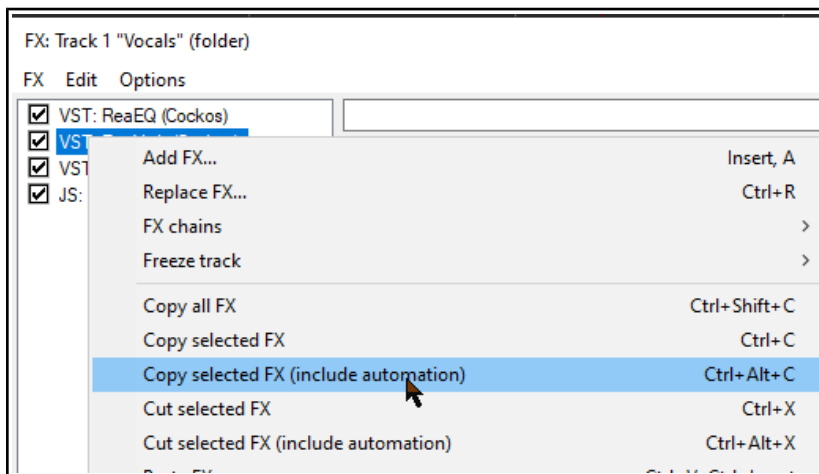 FX: Track 1 "Vocals" (folder)
FX Edit Options
VST: ReaEQ (Cockos)
VST
VST
JS:
Add FX... Insert, A
Replace FX... Ctrl+R
FX chains
Freeze track
Copy all FX Ctrl+Shift+C
Copy selected FX Ctrl+C
Copy selected FX (include automation) Ctrl+Alt+C
Cut selected FX Ctrl+X
Cut selected FX (include automation) Ctrl+Alt+X